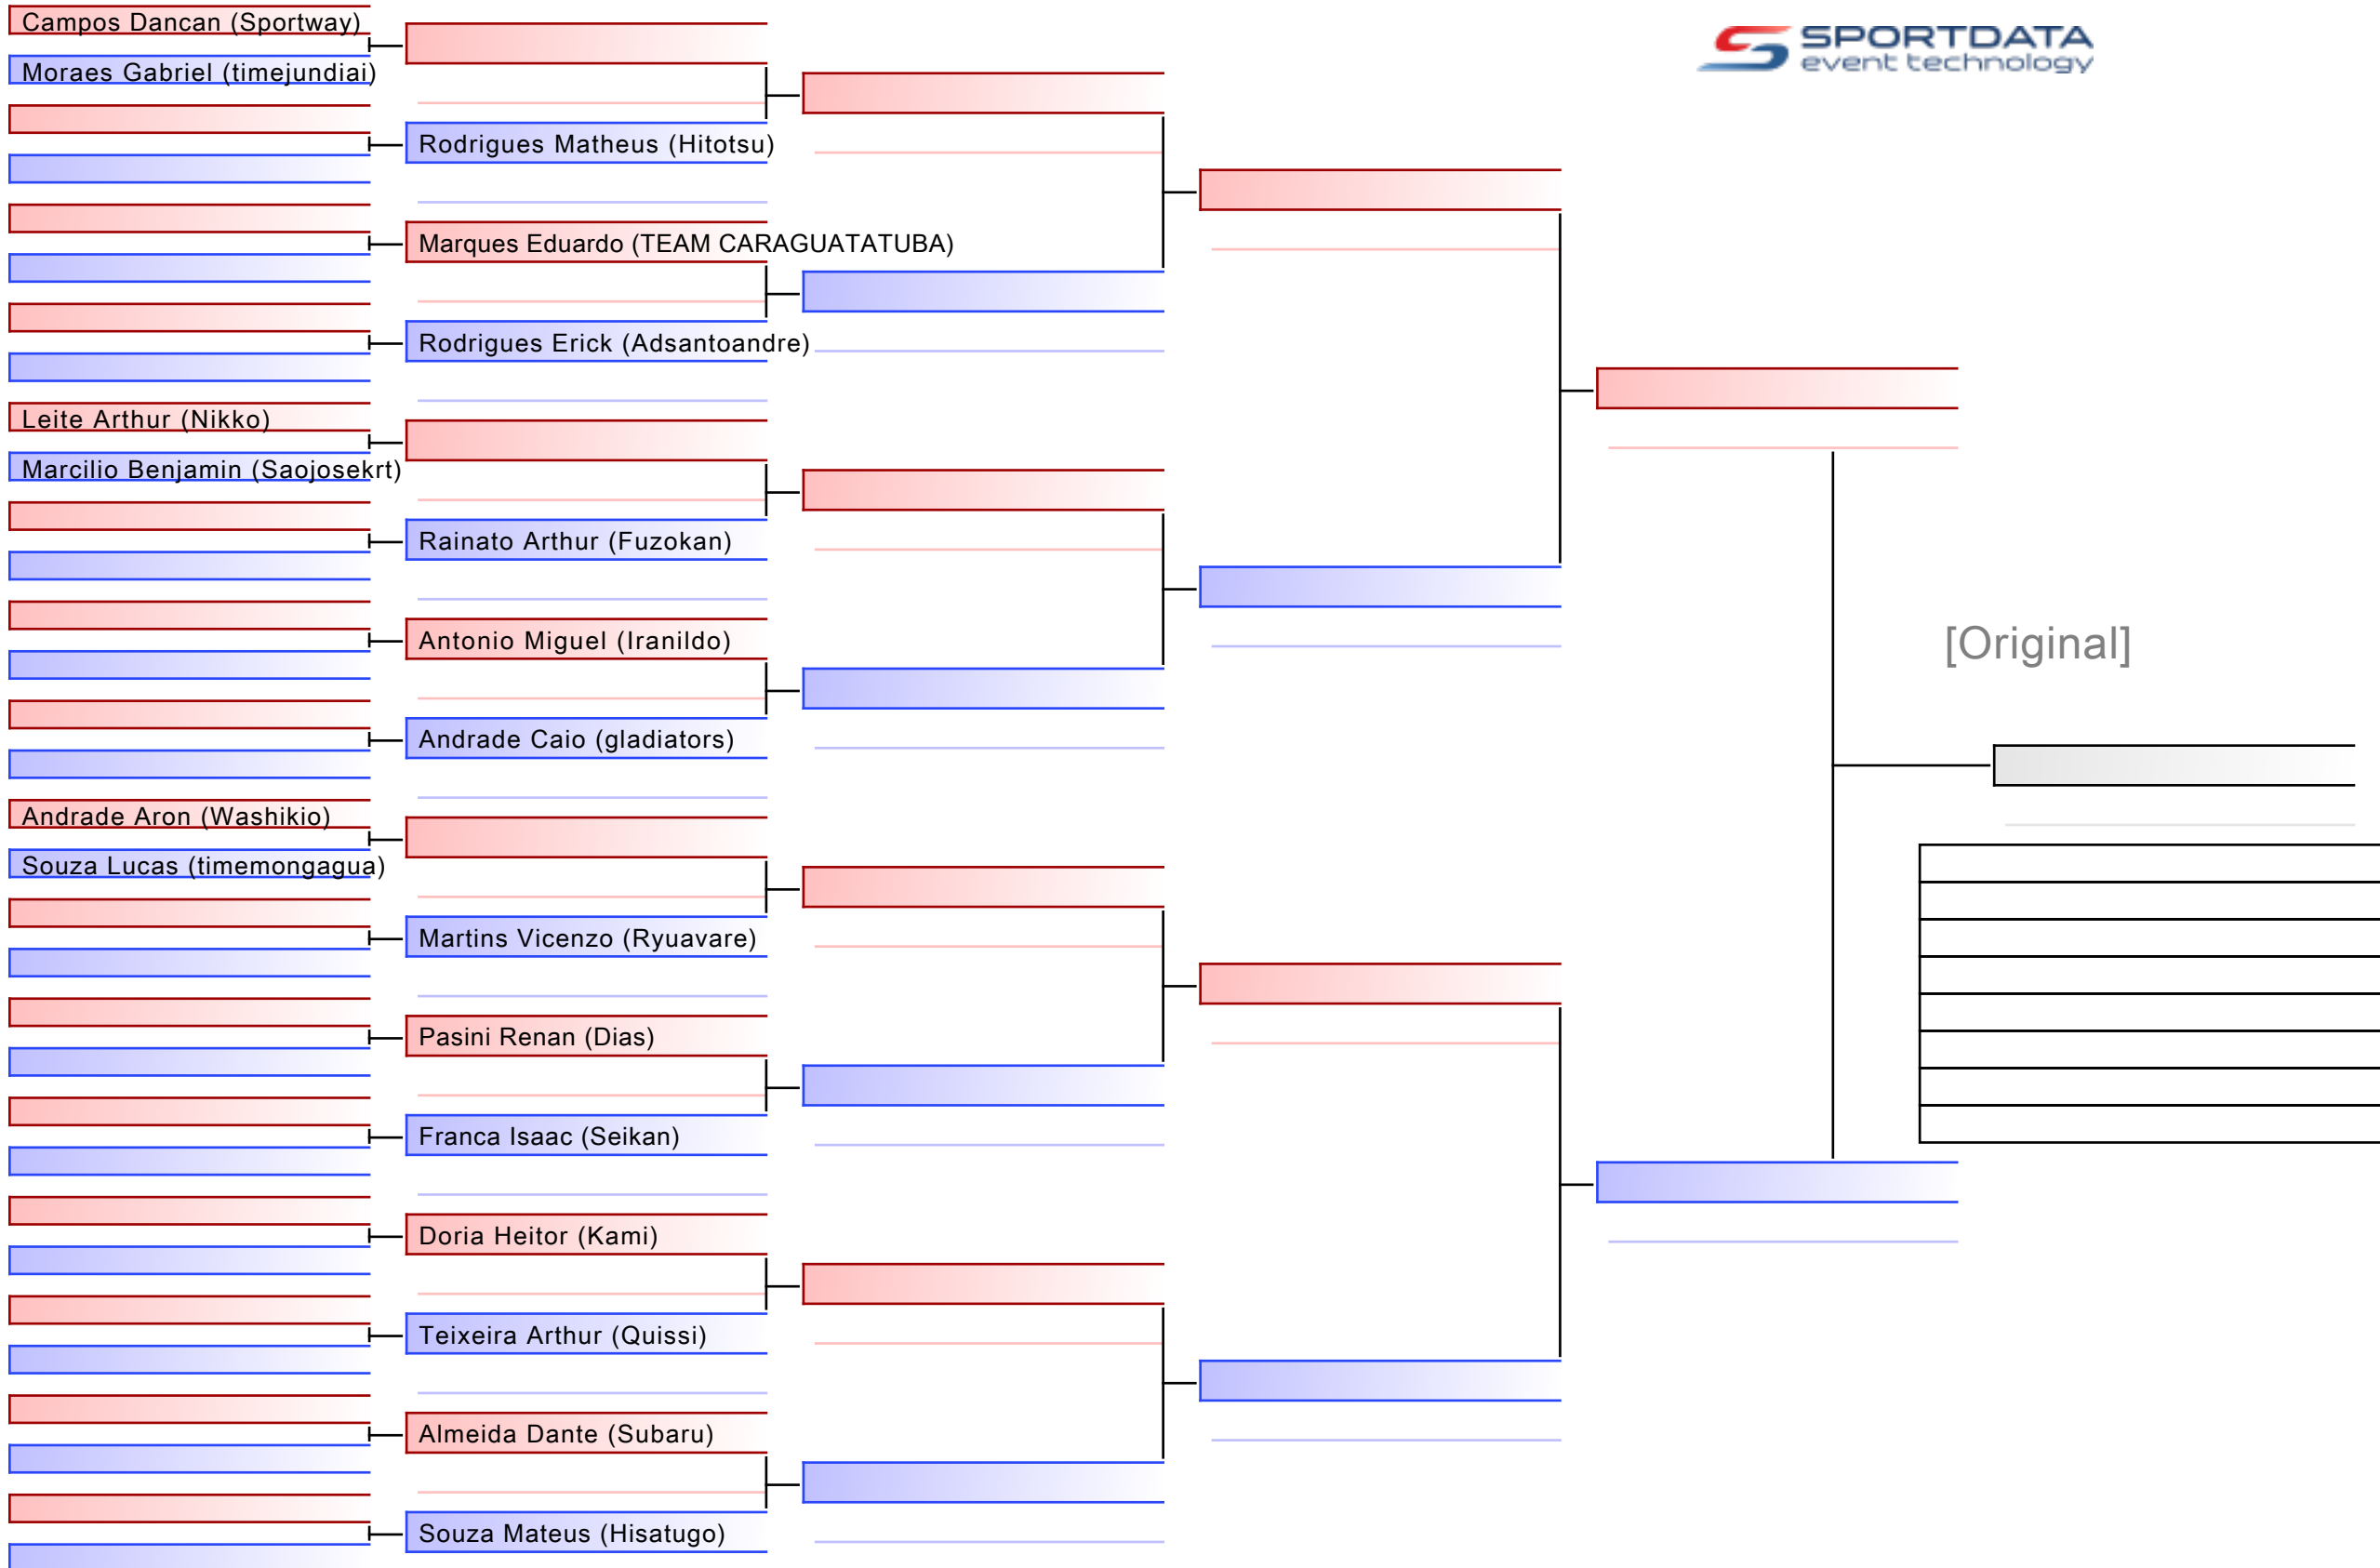 Campos Dancan (Sportway)
Moraes Gabriel (timejundiai)
Rodrigues Matheus (Hitotsu)
Marques Eduardo (TEAM CARAGUATATUBA)
Rodrigues Erick (Adsantoandre)
Leite Arthur (Nikko)
Marcilio Benjamin (Saojosekrt)
Rainato Arthur (Fuzokan)
Antonio Miguel (Iranildo)
Andrade Caio (gladiators)
Andrade Aron (Washikio)
Souza Lucas (timemongagua)
Martins Vicenzo (Ryuavare)
Pasini Renan (Dias)
Franca Isaac (Seikan)
Doria Heitor (Kami)
Teixeira Arthur (Quissi)
Almeida Dante (Subaru)
Souza Mateus (Hisatugo)
SPORTDATA
event technology
[Original]